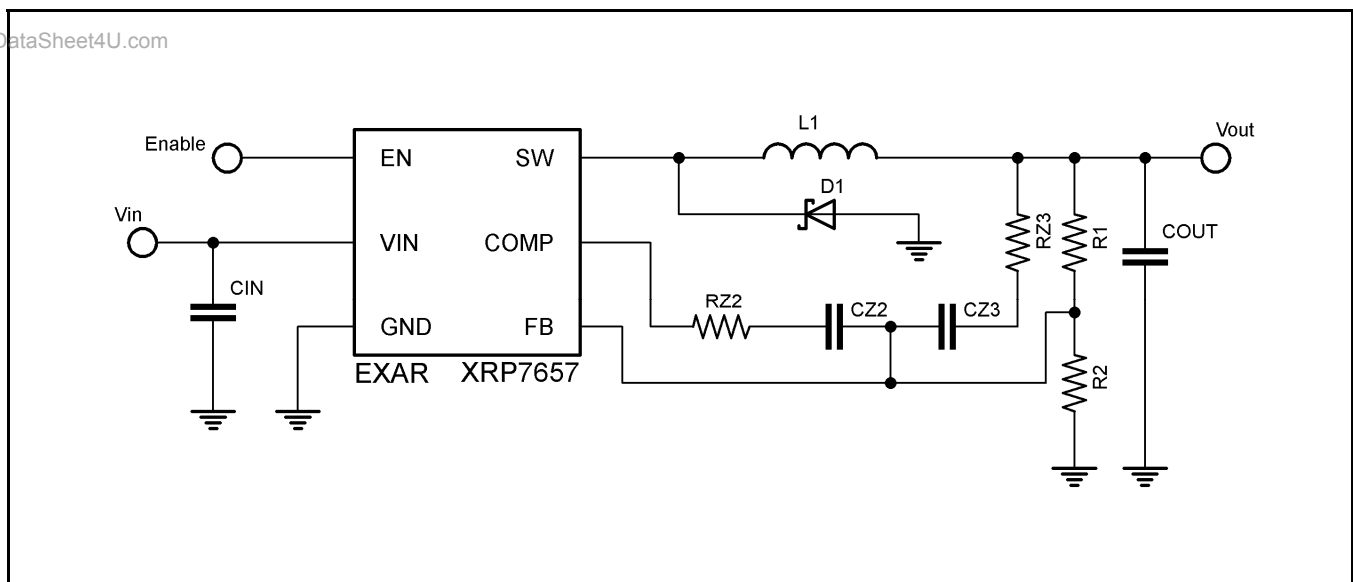 DataSheet4U.com
Enable
EN
SW
L1
Vout
D1
Vin
VIN
COMP
RZ3
R1
COUT
CIN
RZ2
CZ2
CZ3
GND
FB
R2
EXAR XRP7657